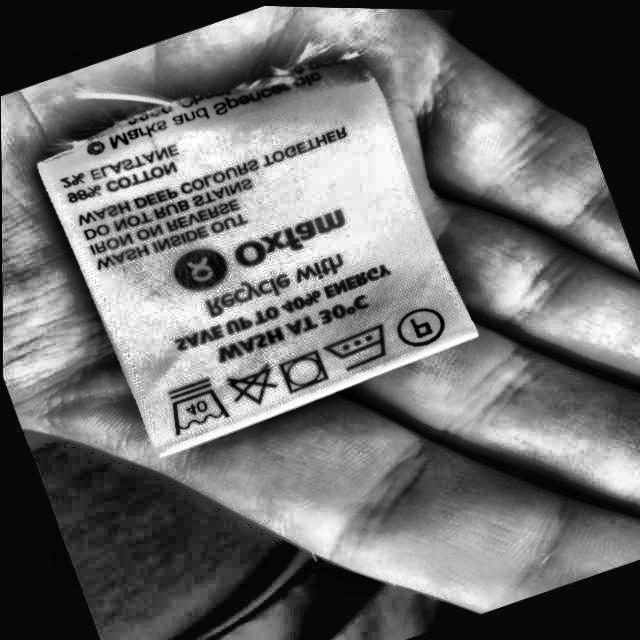 40 P
WASH AT 30°C
SAVE UP TO 40% ENERGY
Recycle with
Oxfam
WASH INSIDE OUT
IRON ON REVERSE
DO NOT RUB STAINS
WASH DEEP COLOURS TOGETHER
98% COTTON
2% ELASTANE
© Marks and Spencer plc